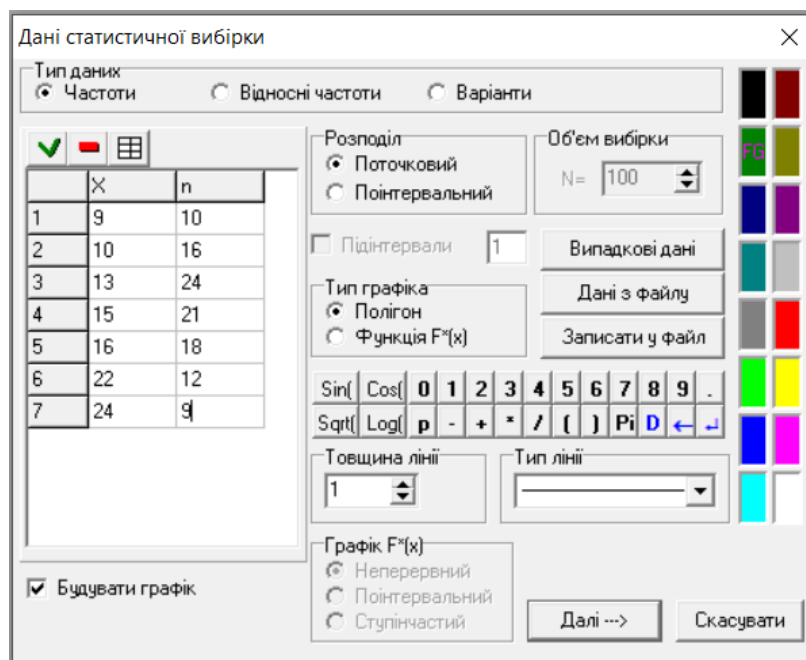 Дані статистичної вибірки
Тип даних
Частоти Відносні частоти Варіанти
X n
1 9 10
2 10 16
3 13 24
4 15 21
5 16 18
6 22 12
7 24 9
Будувати графік
Розподіл
Поточковий
Поінтервальний
Об'єм вибірки
N= 100
Підінтервали 1
Тип графіка
Полігон
Функція F*(x)
Випадкові дані
Дані з файлу
Записати у файл
Sin( Cos( 0 1 2 3 4 5 6 7 8 9 .
Sqrt( Log( p - + * / ( ) Pi D ← ↵
Товщина лінії
1
Тип лінії
Графік F*(x)
Неперервний
Поінтервальний
Ступінчастий
Далі --->
Скасувати
FG